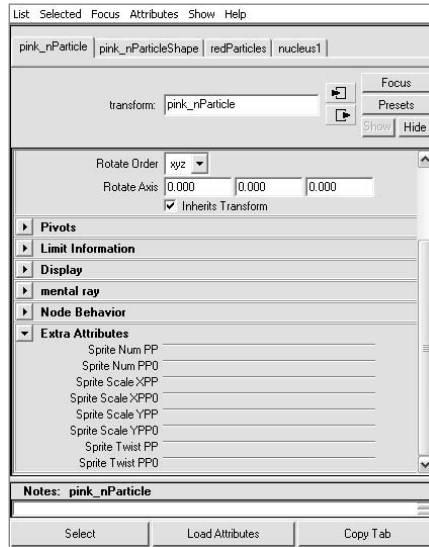 List Selected Focus Attributes Show Help
pink_nParticle pink_nParticleShape redParticles nucleus1
Focus
transform: pink_nParticle
Presets
Show Hide
Rotate Order xyz
Rotate Axis 0.000 0.000 0.000
Inherits Transform
Pivots
Limit Information
Display
mental ray
Node Behavior
Extra Attributes
Sprite Num PP
Sprite Num PP0
Sprite Scale XPP
Sprite Scale XPP0
Sprite Scale YPP
Sprite Scale YPP0
Sprite Twist PP
Sprite Twist PP0
Notes: pink_nParticle
Select Load Attributes Copy Tab